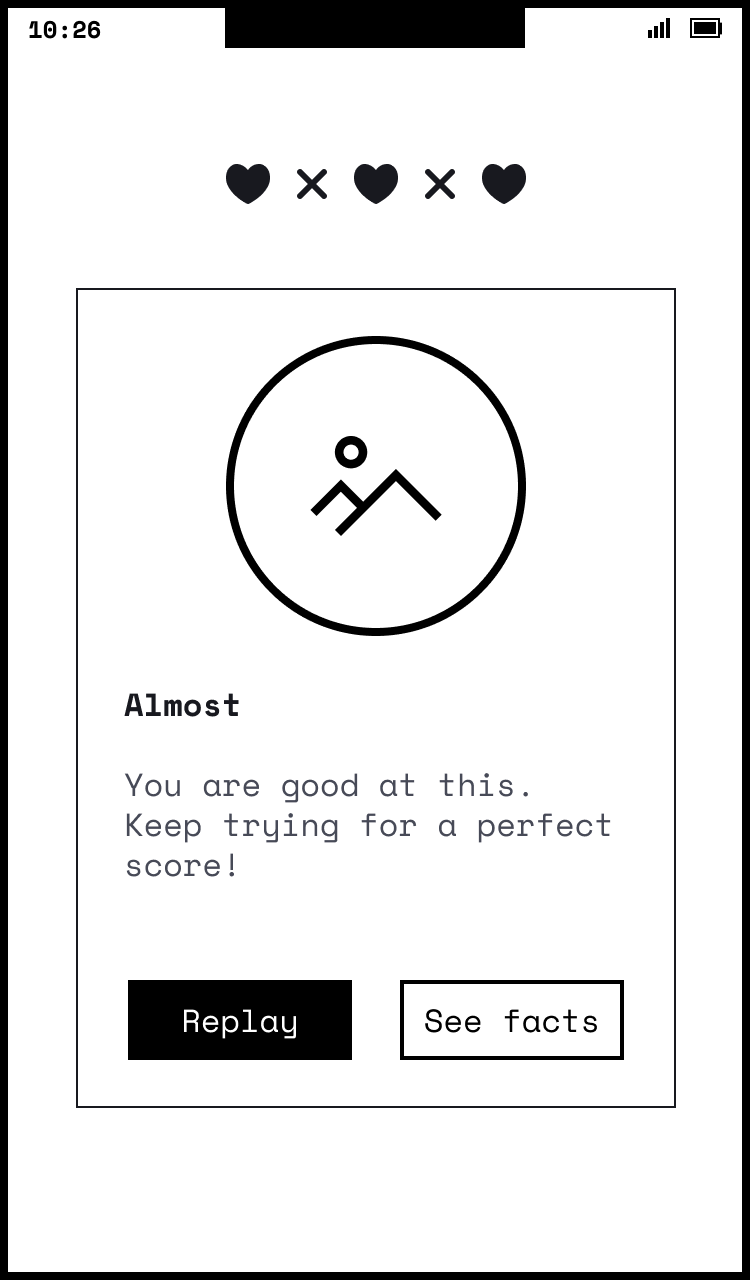 10:26
Almost
You are good at this.
Keep trying for a perfect
score!
Replay
See facts